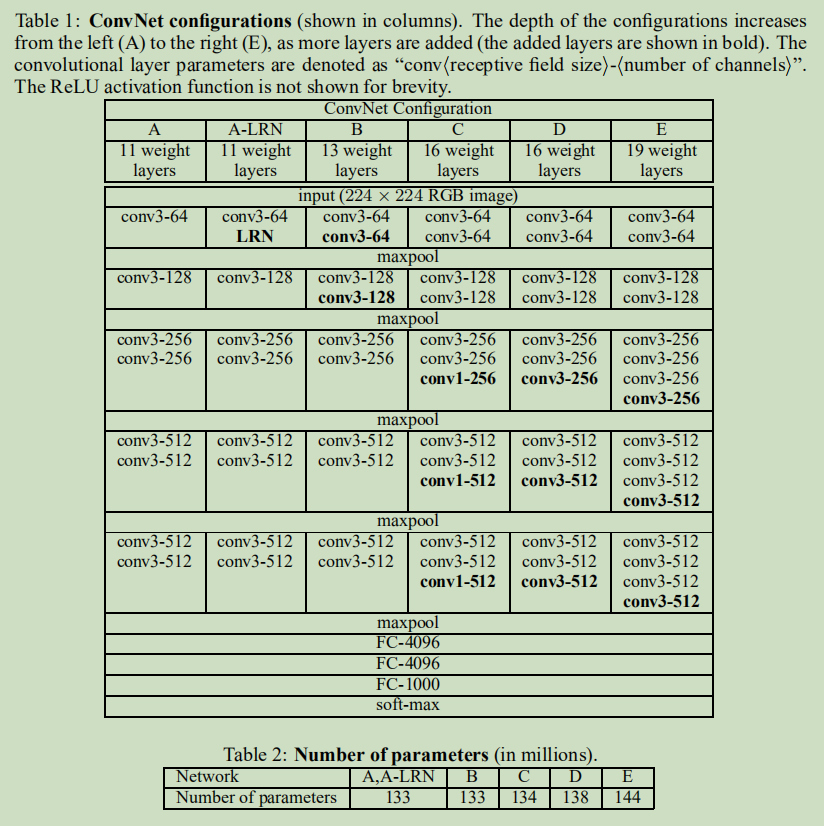 Table 1: ConvNet configurations (shown in columns). The depth of the configurations increases
from the left (A) to the right (E), as more layers are added (the added layers are shown in bold). The
convolutional layer parameters are denoted as “conv⟨receptive field size⟩-⟨number of channels⟩”.
The ReLU activation function is not shown for brevity.
ConvNet Configuration
A A-LRN B C D E
11 weight 11 weight 13 weight 16 weight 16 weight 19 weight
layers layers layers layers layers layers
input (224 × 224 RGB image)
conv3-64 conv3-64 conv3-64 conv3-64 conv3-64 conv3-64
LRN conv3-64 conv3-64 conv3-64 conv3-64
maxpool
conv3-128 conv3-128 conv3-128 conv3-128 conv3-128 conv3-128
conv3-128 conv3-128 conv3-128 conv3-128
maxpool
conv3-256 conv3-256 conv3-256 conv3-256 conv3-256 conv3-256
conv3-256 conv3-256 conv3-256 conv3-256 conv3-256 conv3-256
conv1-256 conv3-256 conv3-256
conv3-256
maxpool
conv3-512 conv3-512 conv3-512 conv3-512 conv3-512 conv3-512
conv3-512 conv3-512 conv3-512 conv3-512 conv3-512 conv3-512
conv1-512 conv3-512 conv3-512
conv3-512
maxpool
conv3-512 conv3-512 conv3-512 conv3-512 conv3-512 conv3-512
conv3-512 conv3-512 conv3-512 conv3-512 conv3-512 conv3-512
conv1-512 conv3-512 conv3-512
conv3-512
maxpool
FC-4096
FC-4096
FC-1000
soft-max
Table 2: Number of parameters (in millions).
Network A,A-LRN B C D E
Number of parameters 133 133 134 138 144